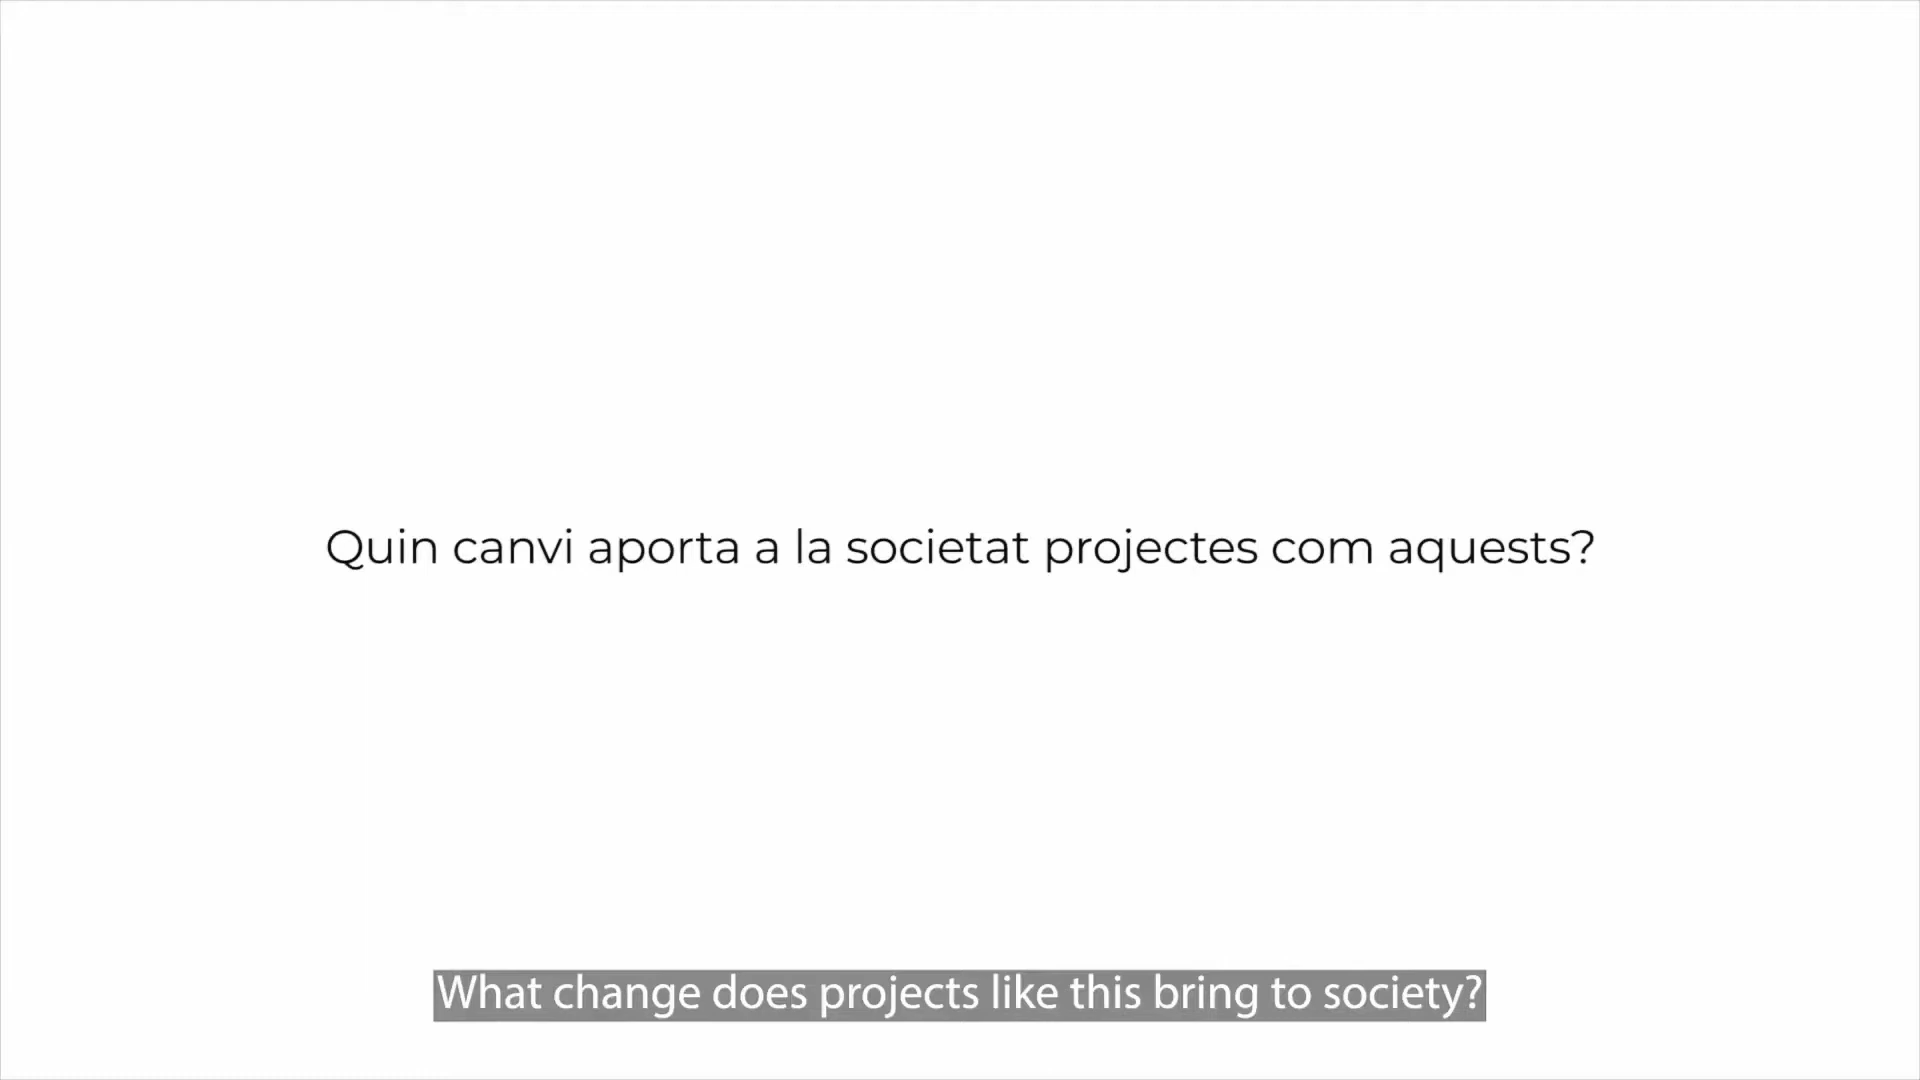 Quin canvi aporta a la societat projectes com aquests?
What change does projects like this bring to society?